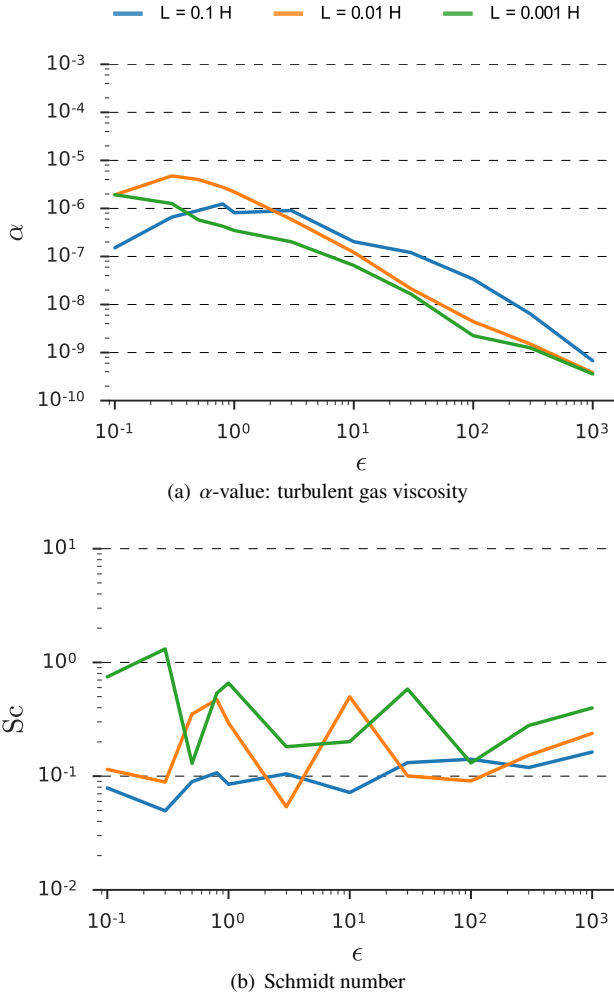 L = 0.1 H L = 0.01 H L = 0.001 H
10⁻³
10⁻⁴
10⁻⁵
10⁻⁶
10⁻⁷
10⁻⁸
10⁻⁹
10⁻¹⁰
α
10⁻¹ 10⁰ 10¹ 10² 10³
ϵ
(a) α-value: turbulent gas viscosity
10¹
10⁰
10⁻¹
10⁻²
Sc
10⁻¹ 10⁰ 10¹ 10² 10³
ϵ
(b) Schmidt number